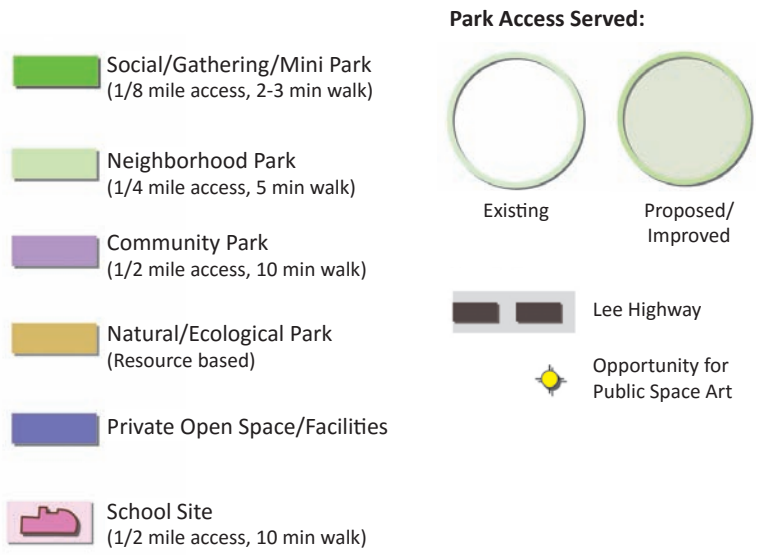 Park Access Served:
Social/Gathering/Mini Park
(1/8 mile access, 2-3 min walk)
Neighborhood Park
(1/4 mile access, 5 min walk)
Community Park
(1/2 mile access, 10 min walk)
Natural/Ecological Park
(Resource based)
Private Open Space/Facilities
School Site
(1/2 mile access, 10 min walk)
Existing
Proposed/
Improved
Lee Highway
Opportunity for
Public Space Art